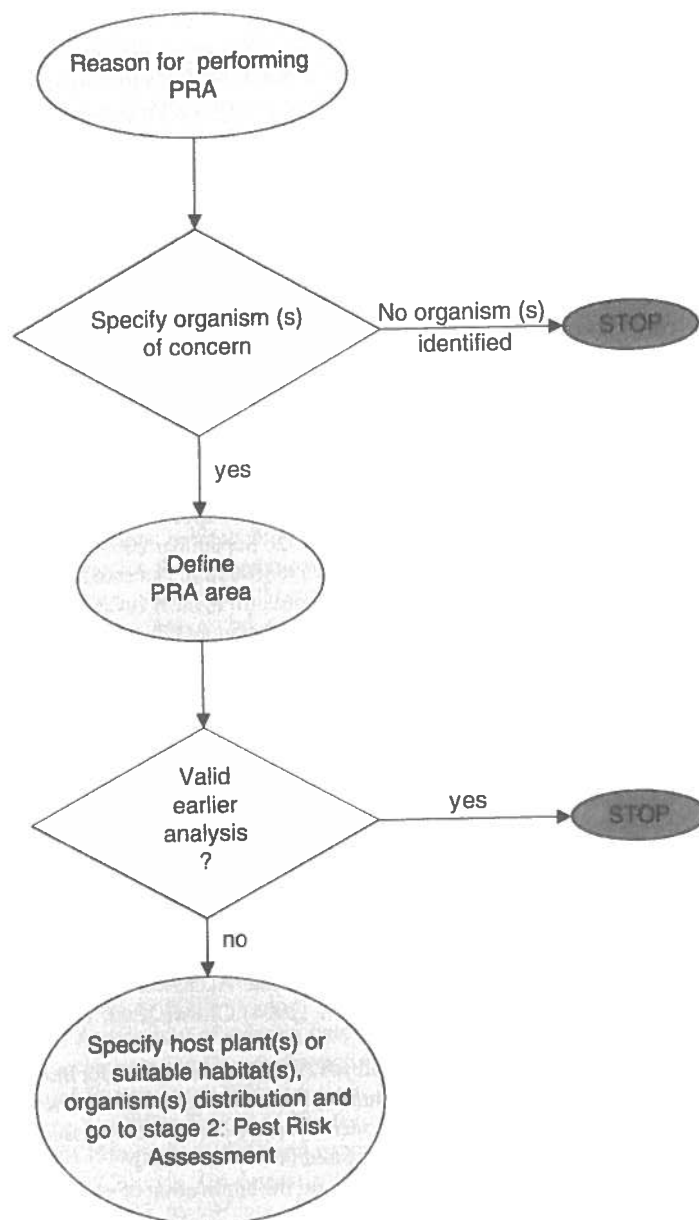 Reason for performing
PRA
Specify organism (s)
of concern
No organism (s)
identified
STOP
yes
Define
PRA area
Valid
earlier
analysis
?
yes
STOP
no
Specify host plant(s) or
suitable habitat(s),
organism(s) distribution and
go to stage 2: Pest Risk
Assessment